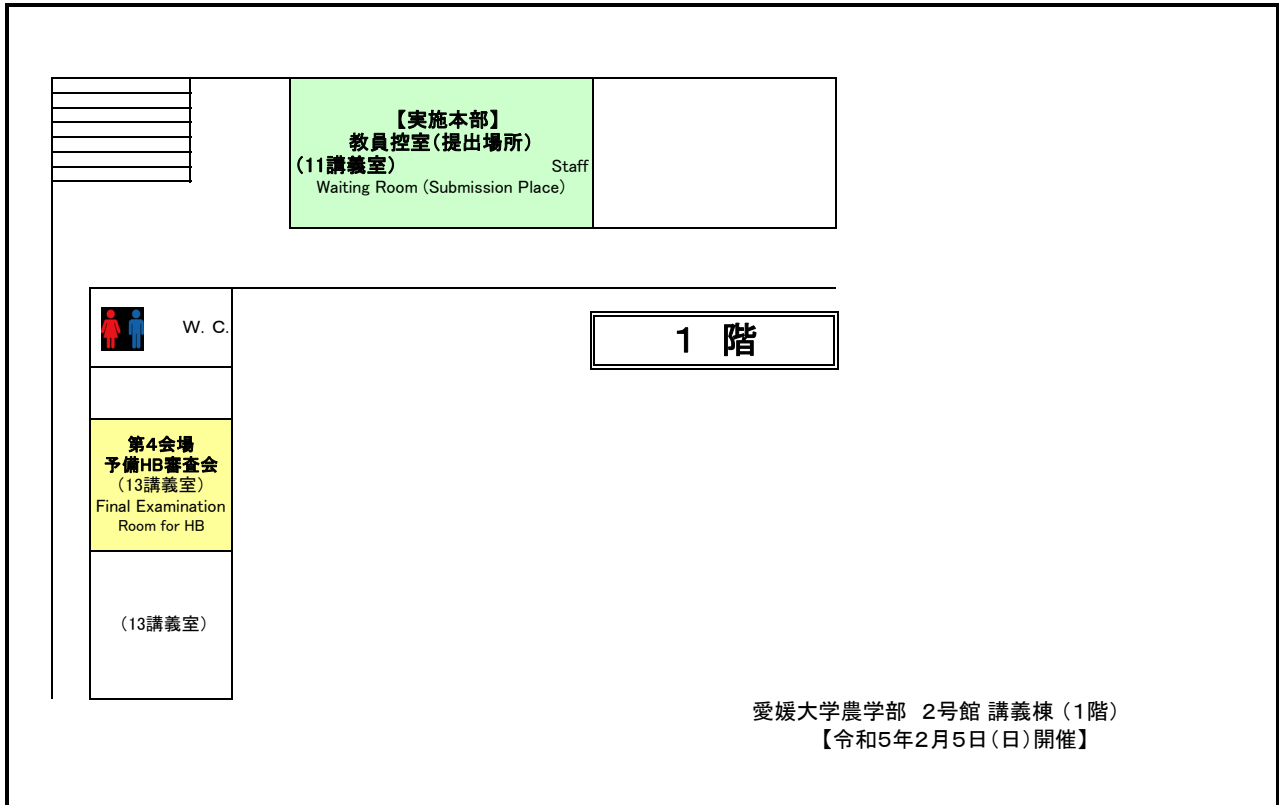 【実施本部】
教員控室（提出場所）
（11講義室） Staff
Waiting Room (Submission Place)
W. C.
１ 階
第4会場
予備HB審査会
（13講義室）
Final Examination
Room for HB
（13講義室）
愛媛大学農学部 ２号館 講義棟（１階）
【令和５年２月５日（日）開催】